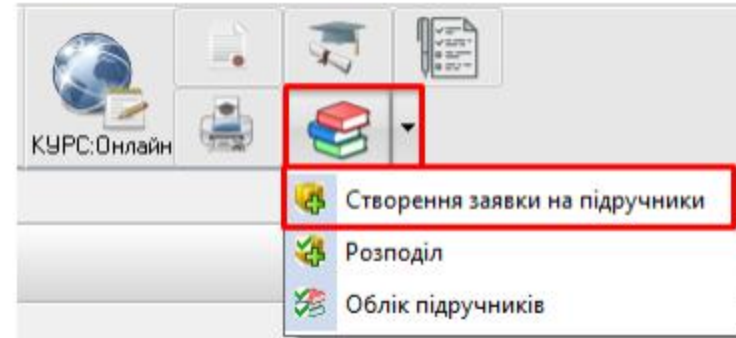 КУРС:Онлайн
Створення заявки на підручники
Розподіл
Облік підручників